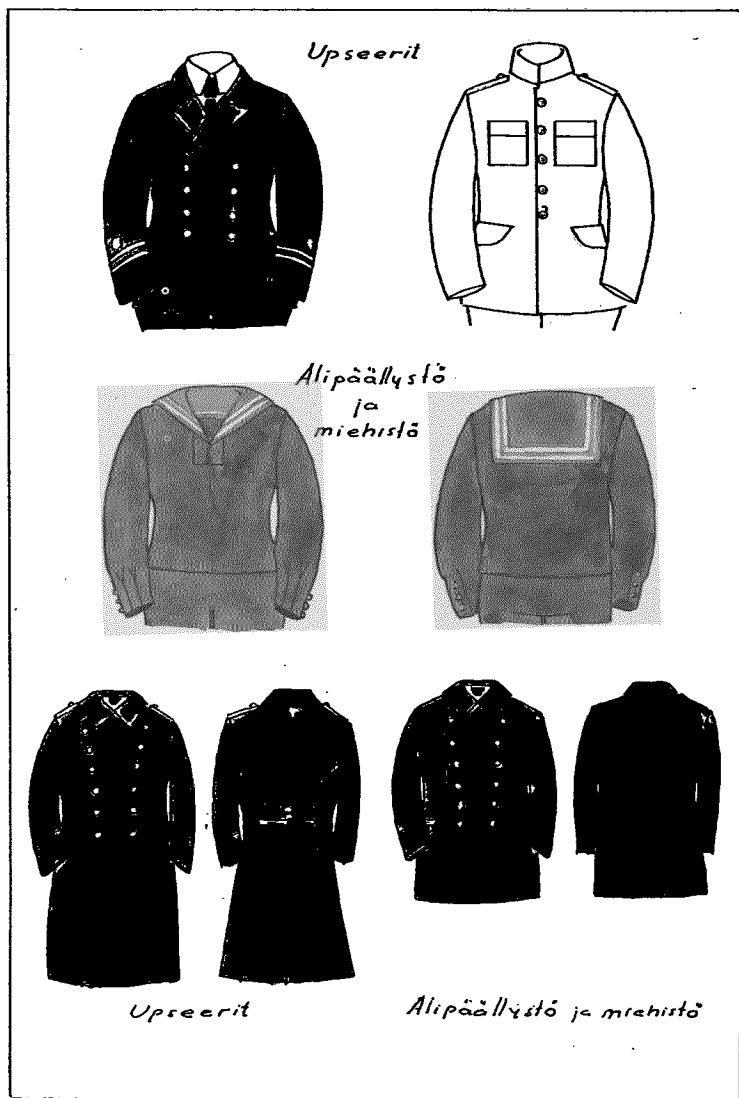 Upseerit
Alipäällystö
ja
miehistö
Upseerit
Alipäällystö ja miehistö